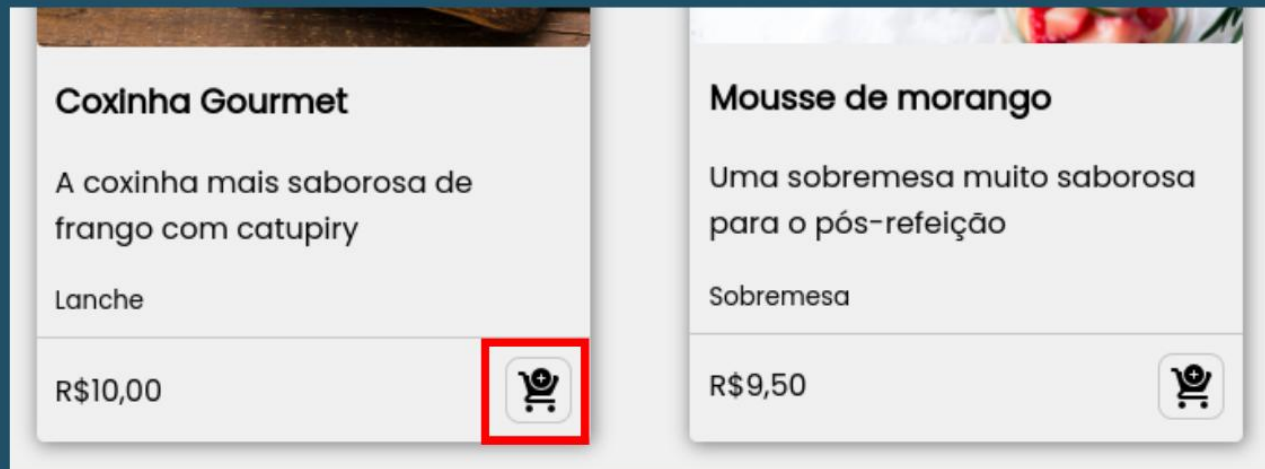 Coxinha Gourmet
A coxinha mais saborosa de
frango com catupiry
Lanche
R$10,00
Mousse de morango
Uma sobremesa muito saborosa
para o pós-refeição
Sobremesa
R$9,50